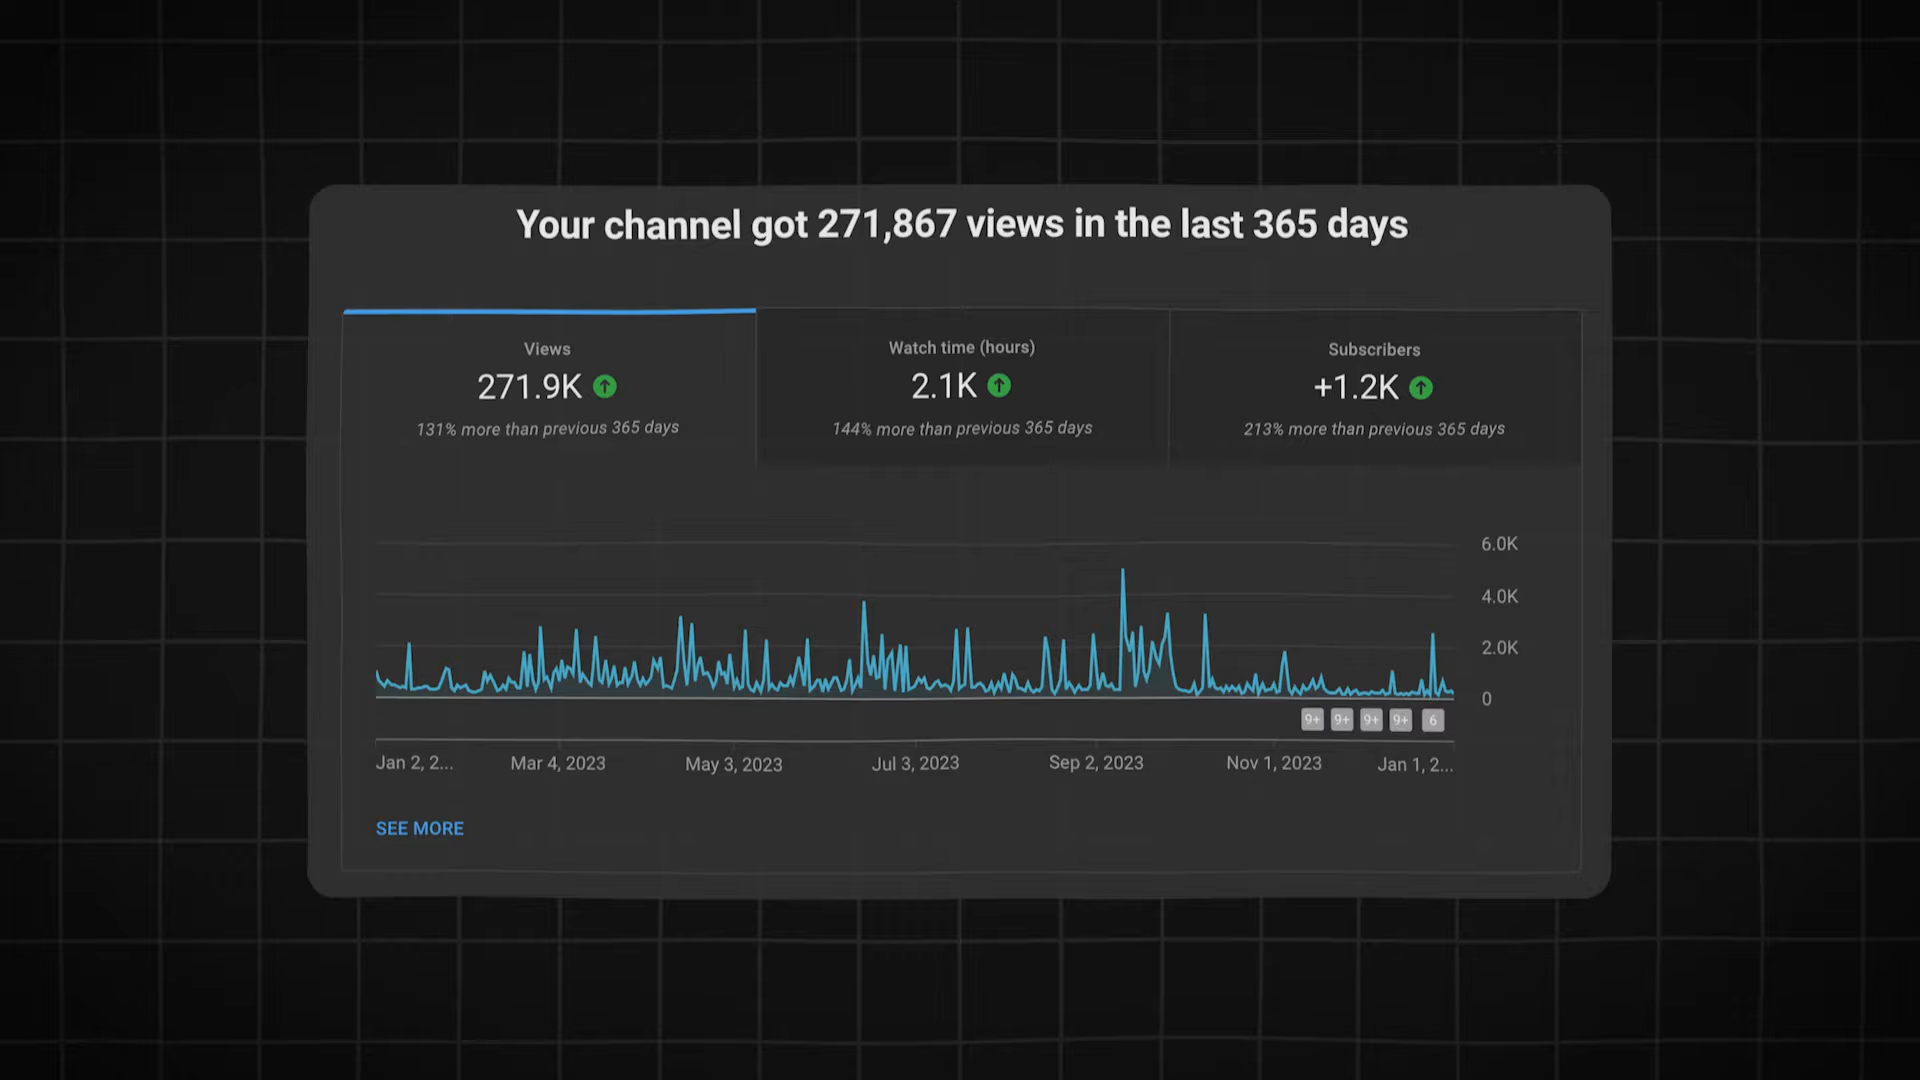 Your channel got 271,867 views in the last 365 days
Views
271.9K
131% more than previous 365 days
Watch time (hours)
2.1K
144% more than previous 365 days
Subscribers
+1.2K
213% more than previous 365 days
6.0K
4.0K
2.0K
0
9+ 9+ 9+ 9+ 6
Jan 2, 2... Mar 4, 2023 May 3, 2023 Jul 3, 2023 Sep 2, 2023 Nov 1, 2023 Jan 1, 2...
SEE MORE